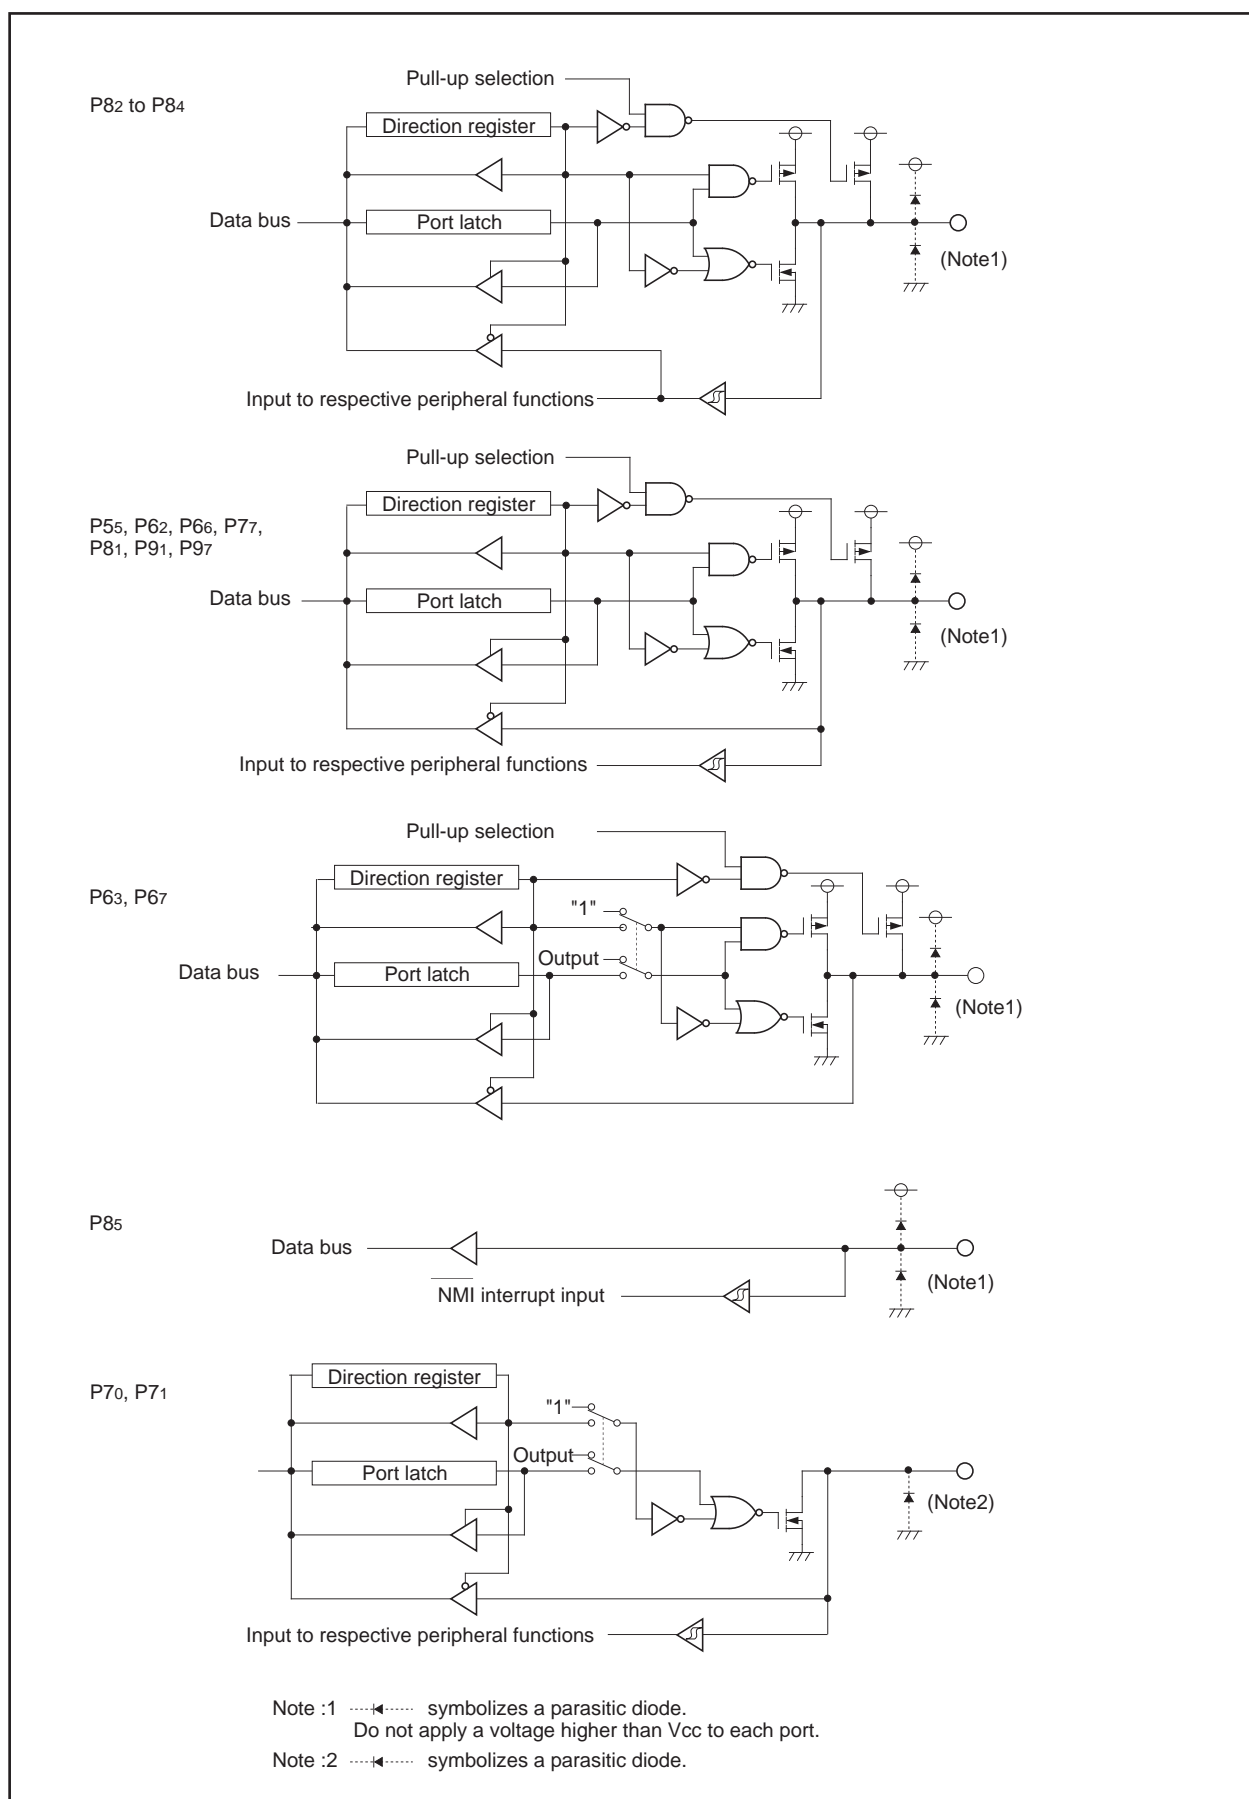 Pull-up selection
P82 to P84
Direction register
Data bus
Port latch
(Note1)
Input to respective peripheral functions
Pull-up selection
Direction register
P55, P62, P66, P77,
P81, P91, P97
Data bus
Port latch
(Note1)
Input to respective peripheral functions
Pull-up selection
Direction register
P63, P67
"1"
Output
Data bus
Port latch
(Note1)
P85
Data bus
(Note1)
NMI interrupt input
Direction register
P70, P71
"1"
Output
Port latch
(Note2)
Input to respective peripheral functions
Note :1 symbolizes a parasitic diode.
Do not apply a voltage higher than Vcc to each port.
Note :2 symbolizes a parasitic diode.